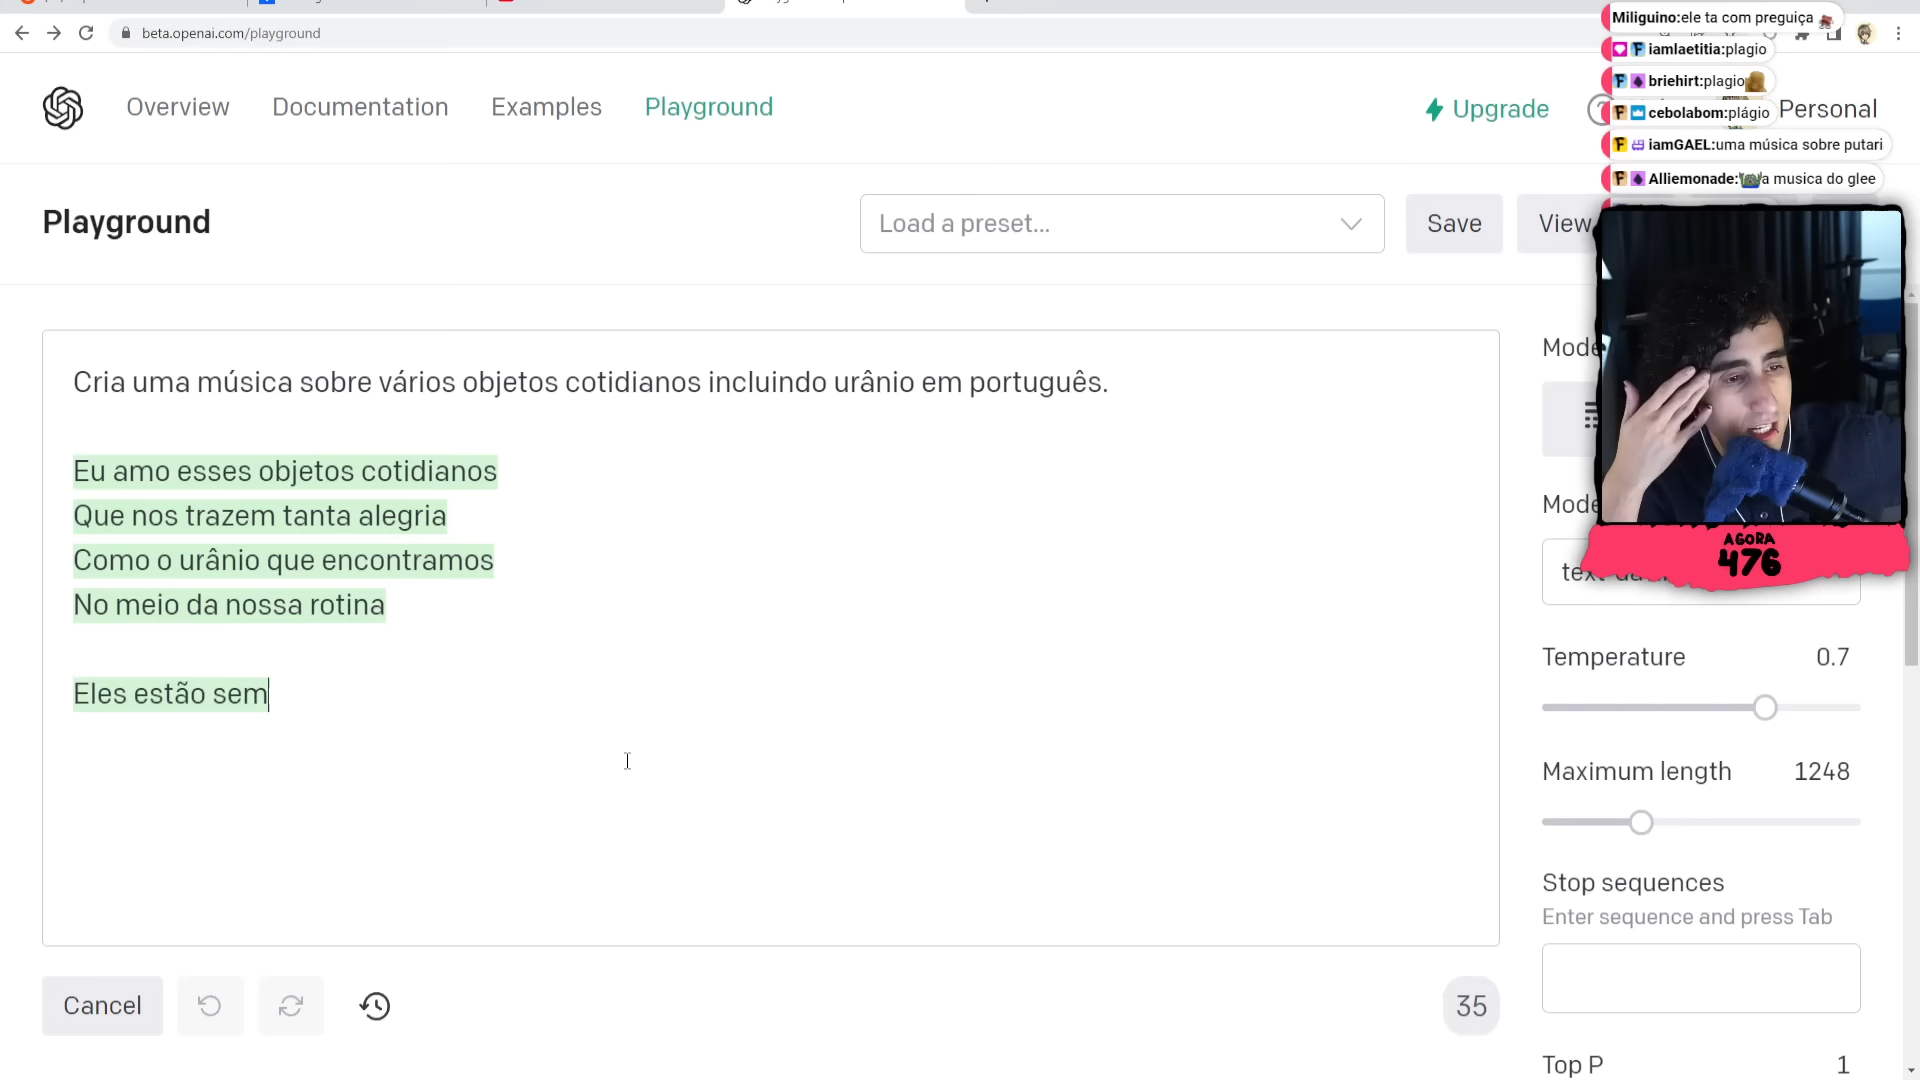 beta.openai.com/playground
Overview
Documentation
Examples
Playground
Upgrade
Personal
Playground
Load a preset...
Save
View
Cria uma música sobre vários objetos cotidianos incluindo urânio em português.
Eu amo esses objetos cotidianos
Que nos trazem tanta alegria
Como o urânio que encontramos
No meio da nossa rotina
Eles estão sem
Cancel
35
Mode
Mode
Temperature 0.7
Maximum length 1248
Stop sequences
Enter sequence and press Tab
Top P 1
Miliguino:ele ta com preguiça
iamlaetitia:plagio
briehirt:plagio
cebolabom:plágio
iamGAEL:uma música sobre putari
Alliemonade: a musica do glee
AGORA
476